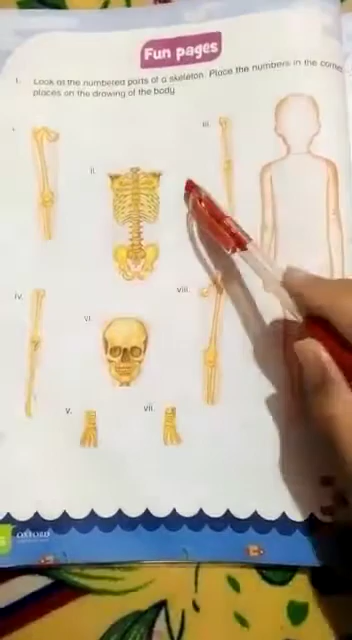 Fun pages
1. Look at the numbered parts of a skeleton. Place the numbers in the
places on the drawing of the body
i.
ii.
iii.
iv.
vi.
viii.
v.
vii.
OXFORD